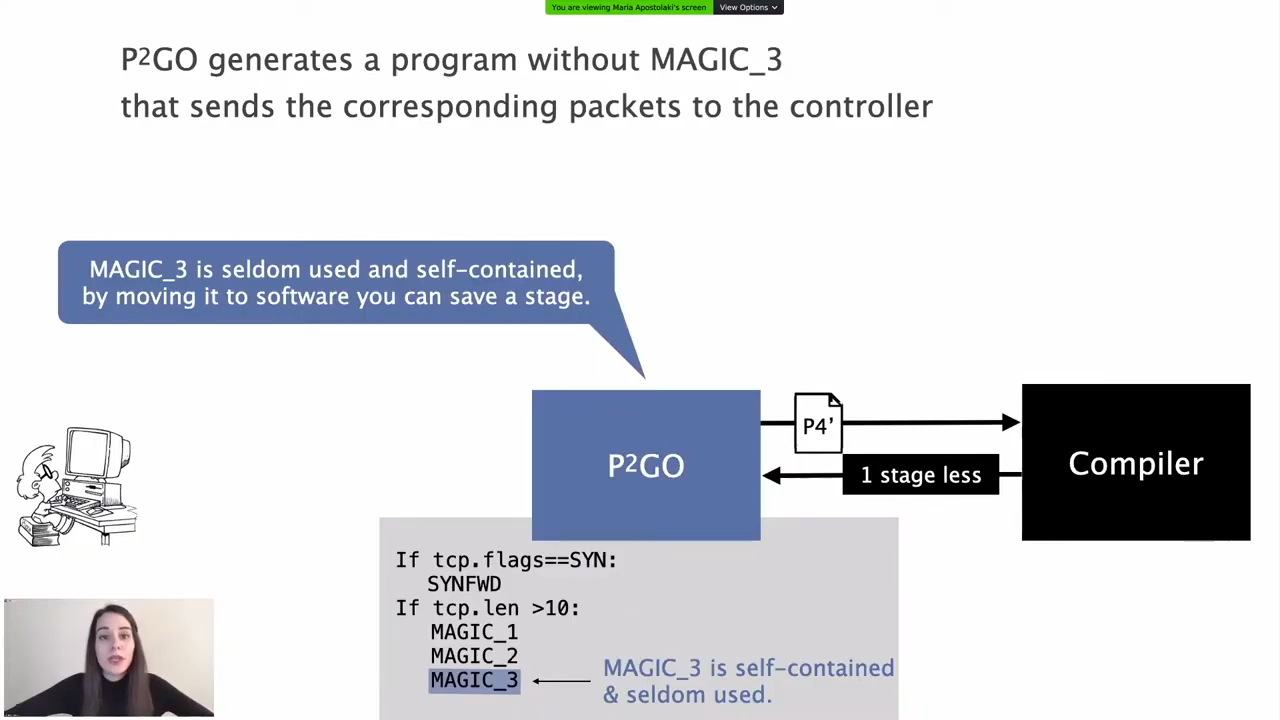 You are viewing Maria Apostolaki's screen
View Options
P2GO generates a program without MAGIC_3
that sends the corresponding packets to the controller
MAGIC_3 is seldom used and self-contained,
by moving it to software you can save a stage.
P2GO
P4’
1 stage less
Compiler
If tcp.flags==SYN:
SYNFWD
If tcp.len >10:
MAGIC_1
MAGIC_2
MAGIC_3
MAGIC_3 is self-contained
& seldom used.